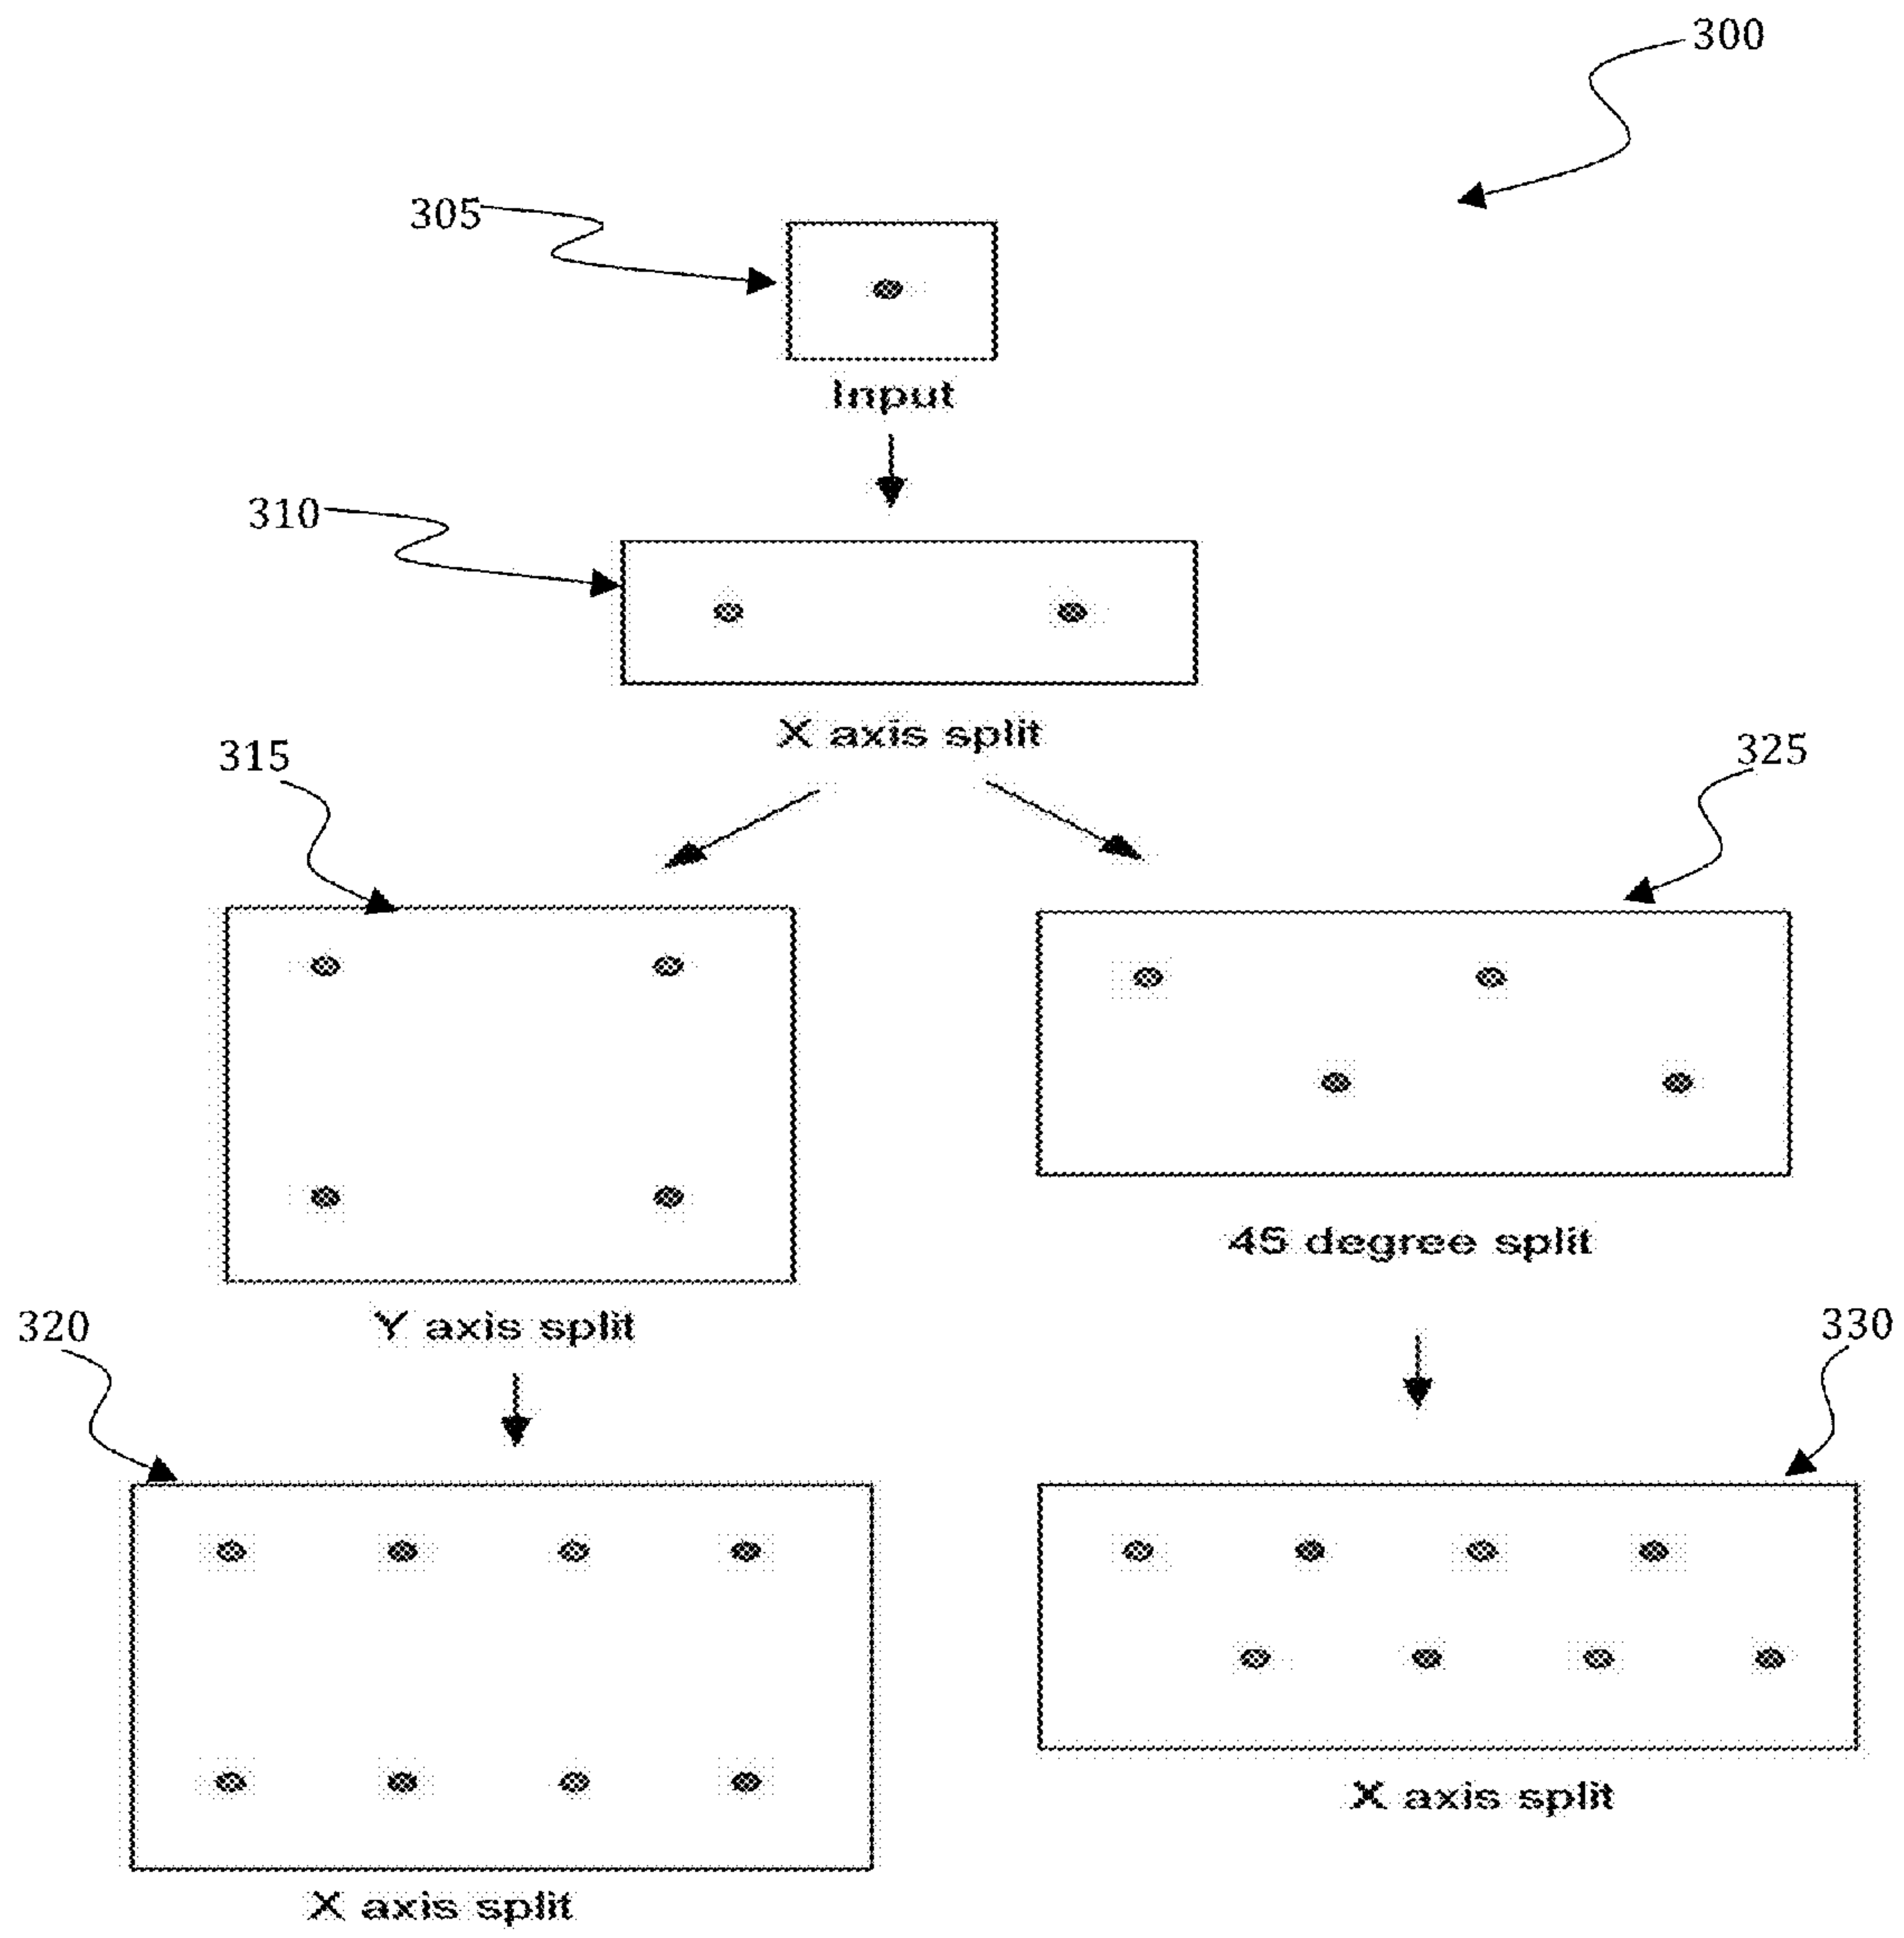 300
305
Input
310
X axis split
315
325
45 degree split
Y axis split
320
330
X axis split
X axis split